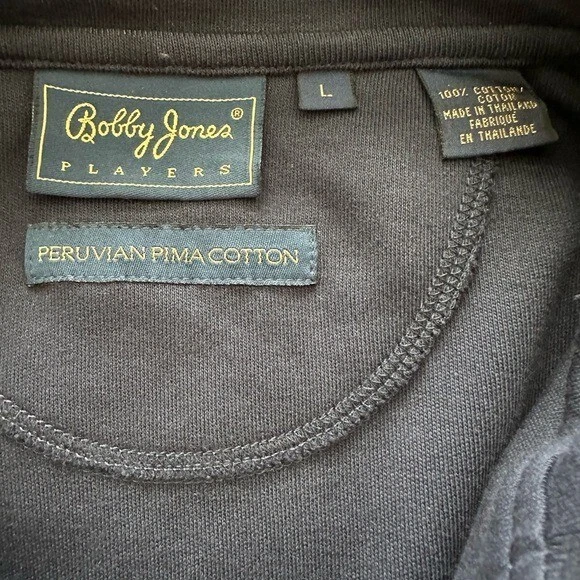 Bobby Jones®
PLAYERS
L
100% COTTON/
COTON
MADE IN THAILAND/
FABRIQUÉ
EN THAILANDE
PERUVIAN PIMA COTTON